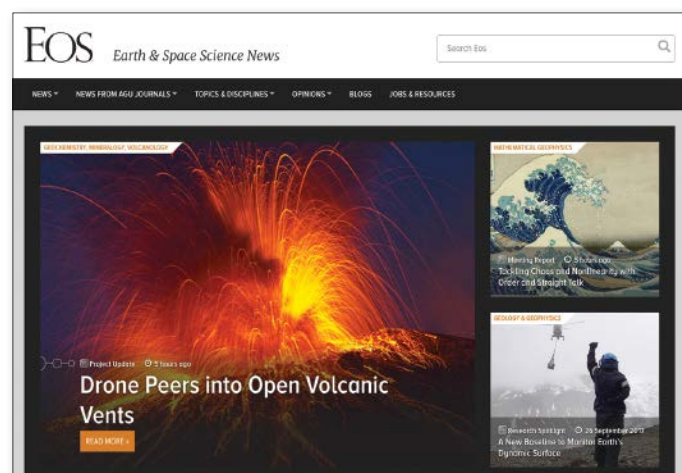 Eos Earth & Space Science News
Search Eos
NEWS NEWS FROM AGU JOURNALS TOPICS & DISCIPLINES OPINIONS BLOGS JOBS & RESOURCES
GEOCHEMISTRY, MINERALOGY, VOLCANOLOGY
Project Update 5 hours ago
Drone Peers into Open Volcanic
Vents
READ MORE »
MATHEMATICAL GEOPHYSICS
Meeting Report 5 hours ago
Tackling Chaos and Nonlinearity with
Order and Straight Talk
GEOLOGY & GEOPHYSICS
Research Spotlight 26 September 2017
A New Baseline to Monitor Earth's
Dynamic Surface